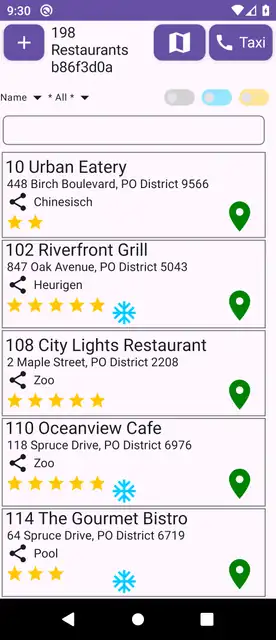 9:30
198
Restaurants
b86f3d0a
Taxi
Name
* All *
10 Urban Eatery
448 Birch Boulevard, PO District 9566
Chinesisch
102 Riverfront Grill
847 Oak Avenue, PO District 5043
Heurigen
108 City Lights Restaurant
2 Maple Street, PO District 2208
Zoo
110 Oceanview Cafe
118 Spruce Drive, PO District 6976
Zoo
114 The Gourmet Bistro
64 Spruce Drive, PO District 6719
Pool